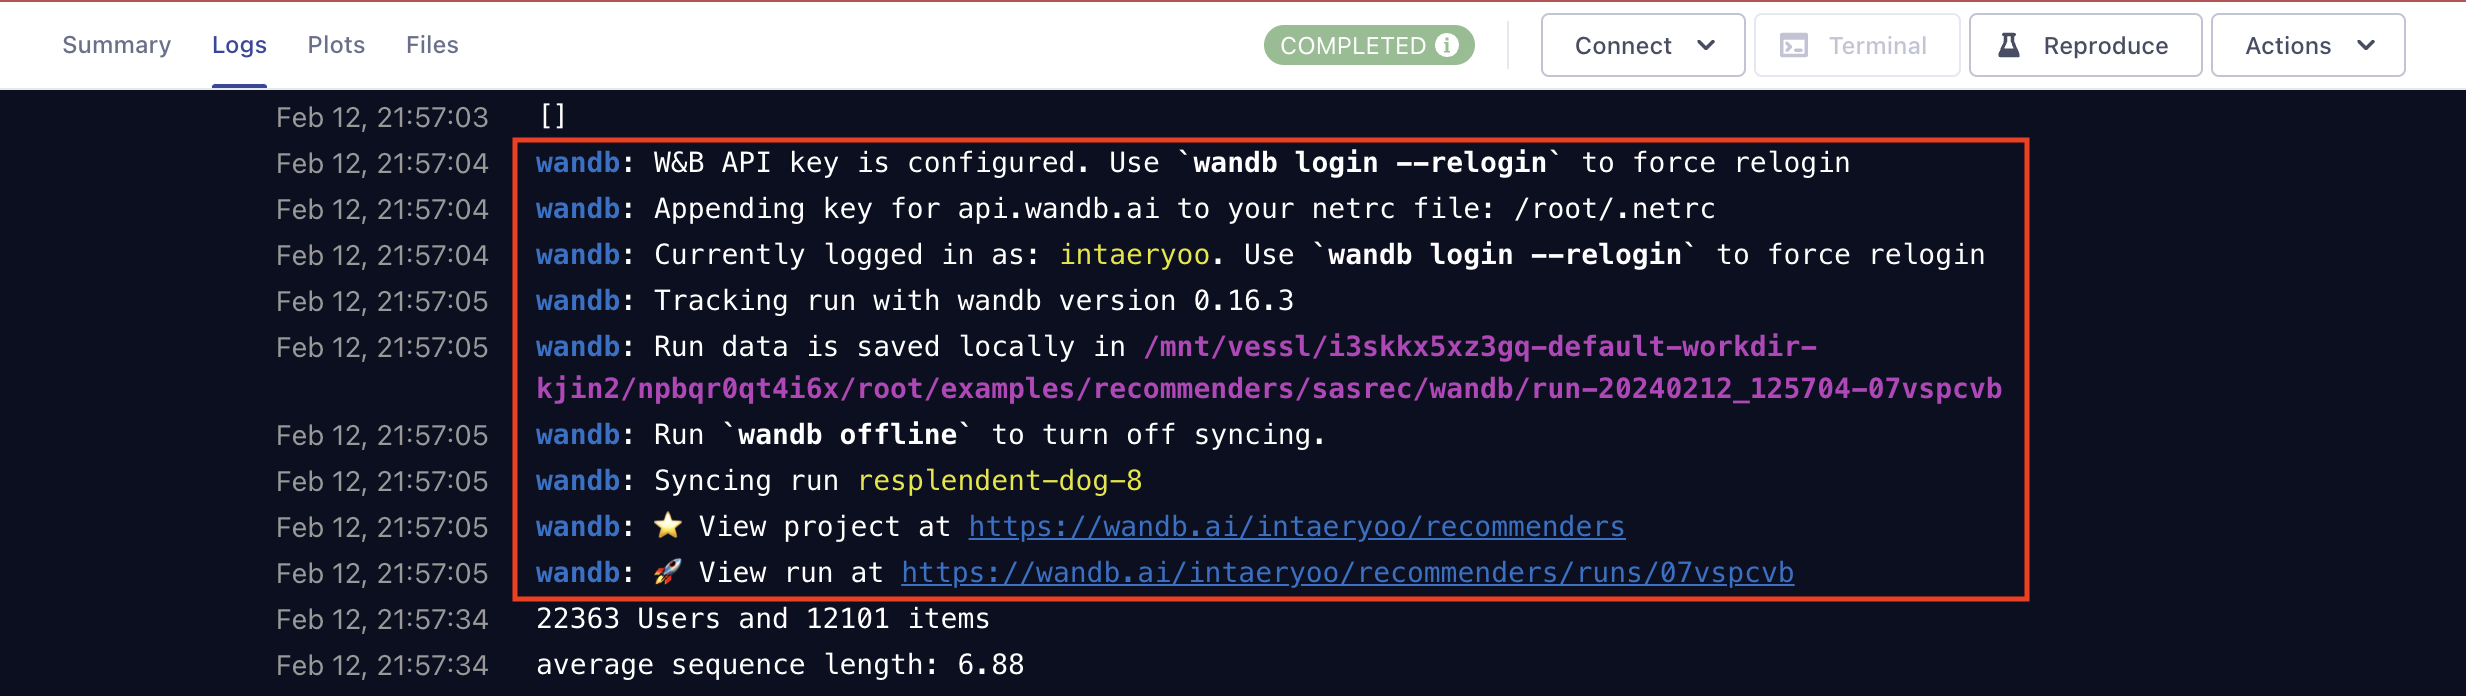 Summary Logs Plots Files COMPLETED Connect Terminal Reproduce Actions
Feb 12, 21:57:03 []
Feb 12, 21:57:04 wandb: W&B API key is configured. Use `wandb login --relogin` to force relogin
Feb 12, 21:57:04 wandb: Appending key for api.wandb.ai to your netrc file: /root/.netrc
Feb 12, 21:57:04 wandb: Currently logged in as: intaeryoo. Use `wandb login --relogin` to force relogin
Feb 12, 21:57:05 wandb: Tracking run with wandb version 0.16.3
Feb 12, 21:57:05 wandb: Run data is saved locally in /mnt/vessl/i3skkx5xz3gq-default-workdir-
kjin2/npbqr0qt4i6x/root/examples/recommenders/sasrec/wandb/run-20240212_125704-07vspcvb
Feb 12, 21:57:05 wandb: Run `wandb offline` to turn off syncing.
Feb 12, 21:57:05 wandb: Syncing run resplendent-dog-8
Feb 12, 21:57:05 wandb: ⭐ View project at https://wandb.ai/intaeryoo/recommenders
Feb 12, 21:57:05 wandb: 🚀 View run at https://wandb.ai/intaeryoo/recommenders/runs/07vspcvb
Feb 12, 21:57:34 22363 Users and 12101 items
Feb 12, 21:57:34 average sequence length: 6.88